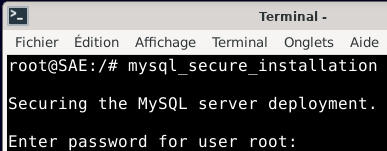 Terminal -
Fichier Édition Affichage Terminal Onglets Aide
root@SAE:/# mysql_secure_installation
Securing the MySQL server deployment.
Enter password for user root: